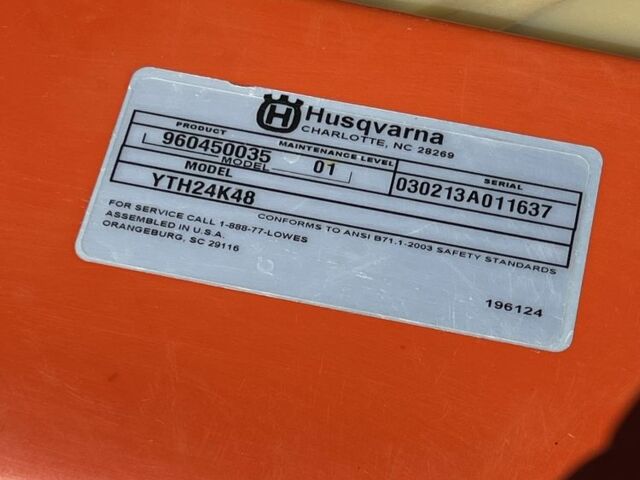 Husqvarna
CHARLOTTE, NC 28269
PRODUCT MAINTENANCE LEVEL SERIAL
960450035 01 030213A011637
MODEL MODEL
YTH24K48
FOR SERVICE CALL 1-888-77-LOWES CONFORMS TO ANSI B71.1-2003 SAFETY STANDARDS
ASSEMBLED IN U.S.A.
ORANGEBURG, SC 29116
196124